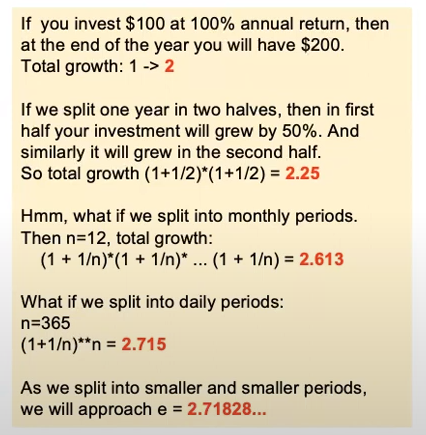 If you invest $100 at 100% annual return, then
at the end of the year you will have $200.
Total growth: 1 -> 2
If we split one year in two halves, then in first
half your investment will grew by 50%. And
similarly it will grew in the second half.
So total growth (1+1/2)*(1+1/2) = 2.25
Hmm, what if we split into monthly periods.
Then n=12, total growth:
(1 + 1/n)*(1 + 1/n)* ... (1 + 1/n) = 2.613
What if we split into daily periods:
n=365
(1+1/n)**n = 2.715
As we split into smaller and smaller periods,
we will approach e = 2.71828...